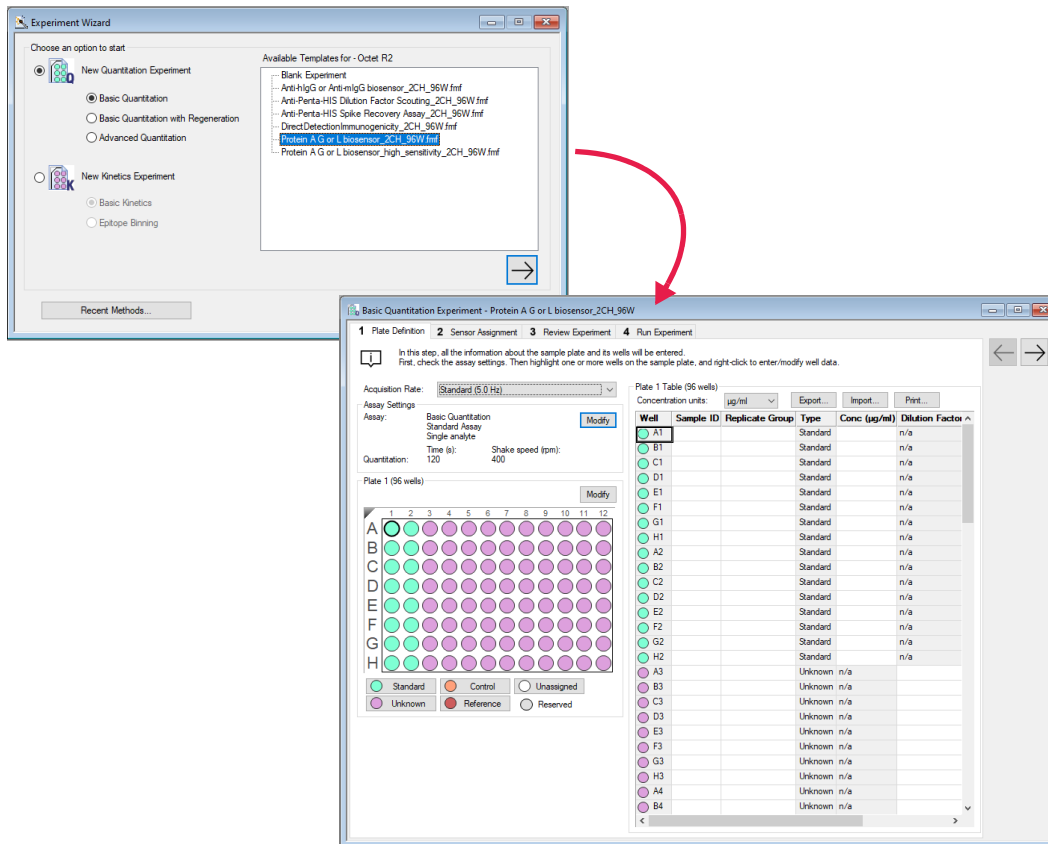 Experiment Wizard
Choose an option to start
New Quantitation Experiment
Basic Quantitation
Basic Quantitation with Regeneration
Advanced Quantitation
New Kinetics Experiment
Basic Kinetics
Epitope Binning
Available Templates for - Octet R2
Blank Experiment
Anti-hIgG or Anti-mIgG biosensor_2CH_96W.fmf
Anti-Penta-HIS Dilution Factor Scouting_2CH_96W.fmf
Anti-Penta-HIS Spike Recovery Assay_2CH_96W.fmf
DirectDetectionImmunogenicity_2CH_96W.fmf
Protein A G or L biosensor_2CH_96W.fmf
Protein A G or L biosensor_high_sensitivity_2CH_96W.fmf
Recent Methods...
Basic Quantitation Experiment - Protein A G or L biosensor_2CH_96W
1 Plate Definition 2 Sensor Assignment 3 Review Experiment 4 Run Experiment
In this step, all the information about the sample plate and its wells will be entered.
First, check the assay settings. Then highlight one or more wells on the sample plate, and right-click to enter/modify well data.
Acquisition Rate: Standard (5.0 Hz)
Assay Settings
Assay: Basic Quantitation Modify
Standard Assay
Single analyte
Time (s): Shake speed (rpm):
Quantitation: 120 400
Plate 1 (96 wells)
Modify
1 2 3 4 5 6 7 8 9 10 11 12
A
B
C
D
E
F
G
H
Standard Control Unassigned
Unknown Reference Reserved
Plate 1 Table (96 wells)
Concentration units: µg/ml Export... Import... Print...
Well Sample ID Replicate Group Type Conc (µg/ml) Dilution Factor
A1 Standard n/a
B1 Standard n/a
C1 Standard n/a
D1 Standard n/a
E1 Standard n/a
F1 Standard n/a
G1 Standard n/a
H1 Standard n/a
A2 Standard n/a
B2 Standard n/a
C2 Standard n/a
D2 Standard n/a
E2 Standard n/a
F2 Standard n/a
G2 Standard n/a
H2 Standard n/a
A3 Unknown n/a
B3 Unknown n/a
C3 Unknown n/a
D3 Unknown n/a
E3 Unknown n/a
F3 Unknown n/a
G3 Unknown n/a
H3 Unknown n/a
A4 Unknown n/a
B4 Unknown n/a